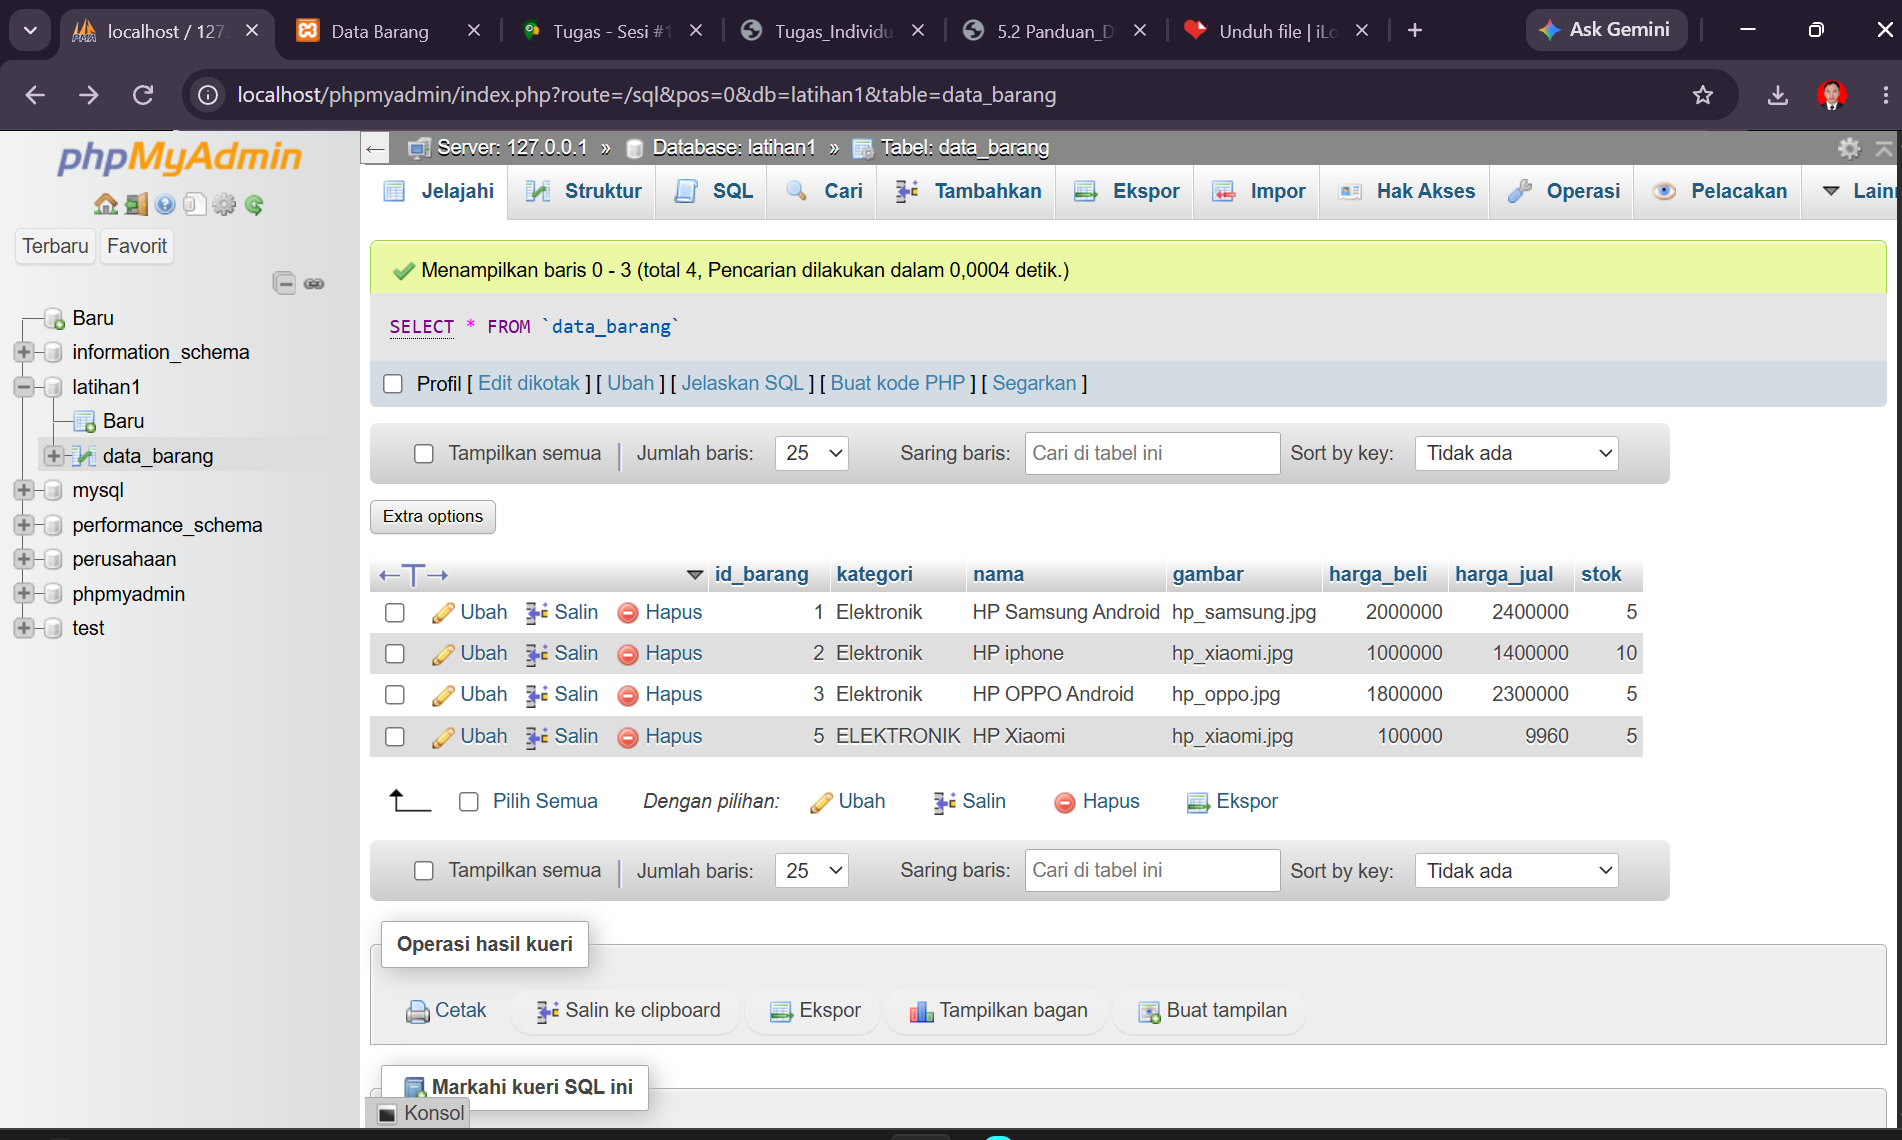 localhost / 127.
Data Barang
Tugas - Sesi #1
Tugas_Individu
5.2 Panduan_D
Unduh file | iLo
Ask Gemini
localhost/phpmyadmin/index.php?route=/sql&pos=0&db=latihan1&table=data_barang
phpMyAdmin
Terbaru Favorit
Baru
information_schema
latihan1
Baru
data_barang
mysql
performance_schema
perusahaan
phpmyadmin
test
Server: 127.0.0.1 » Database: latihan1 » Tabel: data_barang
Jelajahi Struktur SQL Cari Tambahkan Ekspor Impor Hak Akses Operasi Pelacakan Lainn
Menampilkan baris 0 - 3 (total 4, Pencarian dilakukan dalam 0,0004 detik.)
SELECT * FROM `data_barang`
Profil [ Edit dikotak ] [ Ubah ] [ Jelaskan SQL ] [ Buat kode PHP ] [ Segarkan ]
Tampilkan semua | Jumlah baris: 25 Saring baris: Cari di tabel ini Sort by key: Tidak ada
Extra options
←T→ id_barang kategori nama gambar harga_beli harga_jual stok
Ubah Salin Hapus 1 Elektronik HP Samsung Android hp_samsung.jpg 2000000 2400000 5
Ubah Salin Hapus 2 Elektronik HP iphone hp_xiaomi.jpg 1000000 1400000 10
Ubah Salin Hapus 3 Elektronik HP OPPO Android hp_oppo.jpg 1800000 2300000 5
Ubah Salin Hapus 5 ELEKTRONIK HP Xiaomi hp_xiaomi.jpg 100000 9960 5
Pilih Semua Dengan pilihan: Ubah Salin Hapus Ekspor
Tampilkan semua | Jumlah baris: 25 Saring baris: Cari di tabel ini Sort by key: Tidak ada
Operasi hasil kueri
Cetak Salin ke clipboard Ekspor Tampilkan bagan Buat tampilan
Markahi kueri SQL ini
Konsol